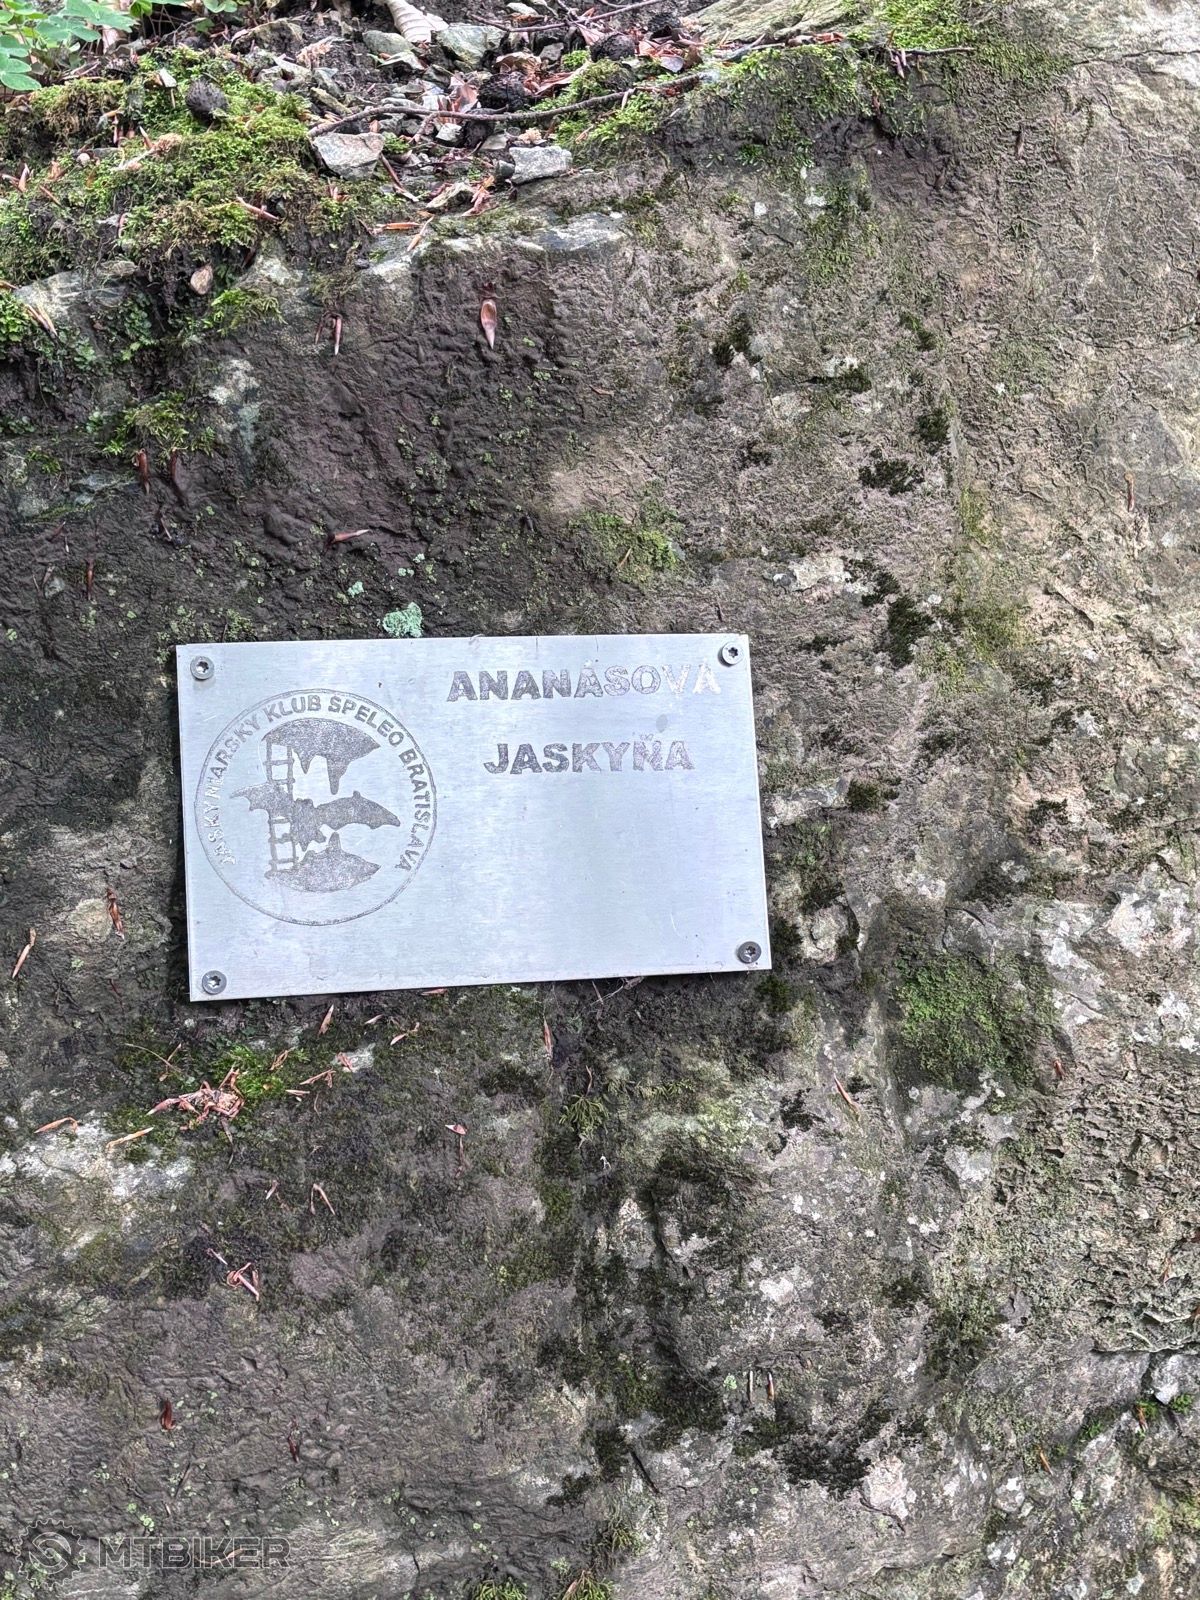 ANANÁSOVÁ
JASKYŇA
JASKYNIARSKY KLUB SPELEO BRATISLAVA
MTBIKER